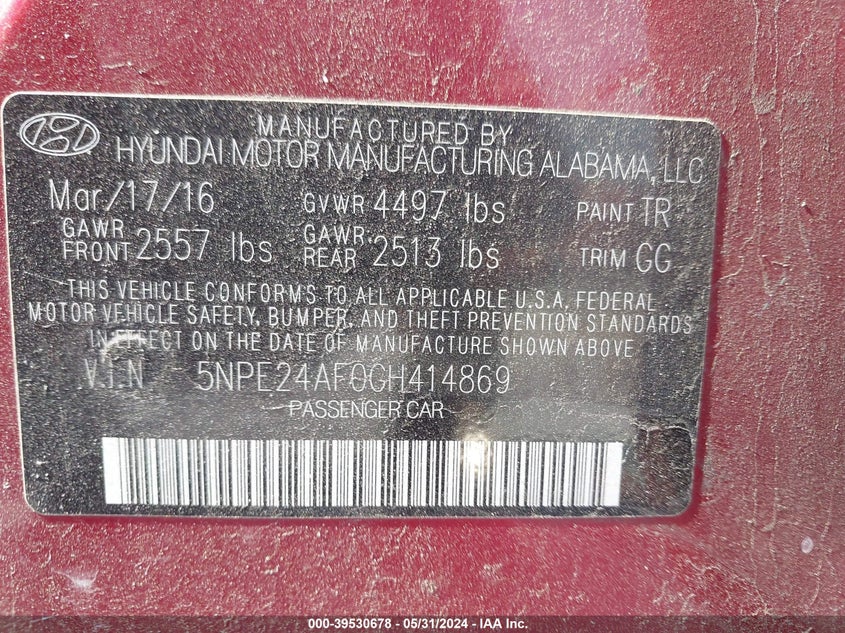 MANUFACTURED BY
HYUNDAI MOTOR MANUFACTURING ALABAMA, LLC
Mar/17/16 GVWR 4497 lbs PAINT TR
GAWR FRONT 2557 lbs GAWR REAR 2513 lbs TRIM GG
THIS VEHICLE CONFORMS TO ALL APPLICABLE U.S.A. FEDERAL
MOTOR VEHICLE SAFETY, BUMPER, AND THEFT PREVENTION STANDARDS
IN EFFECT ON THE DATE OF MANUFACTURE SHOWN ABOVE
V.I.N 5NPE24AF0GH414869
PASSENGER CAR
000-39530678 - 05/31/2024 - IAA Inc.